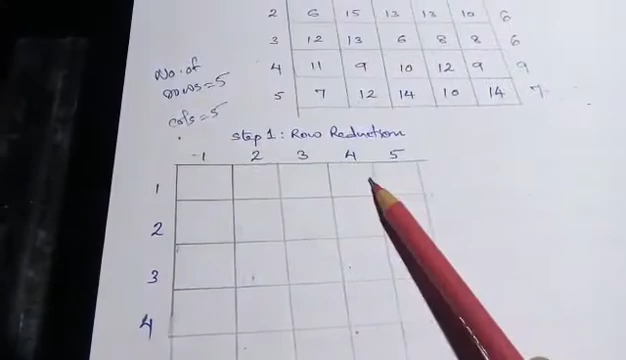 2 6 15 13 13 10 6
3 12 13 6 8 8 6
4 11 9 10 12 9 9
5 7 12 14 10 14 7
No. of
rows=5
cols=5
step 1: Row Reduction
1 2 3 4 5
1
2
3
4